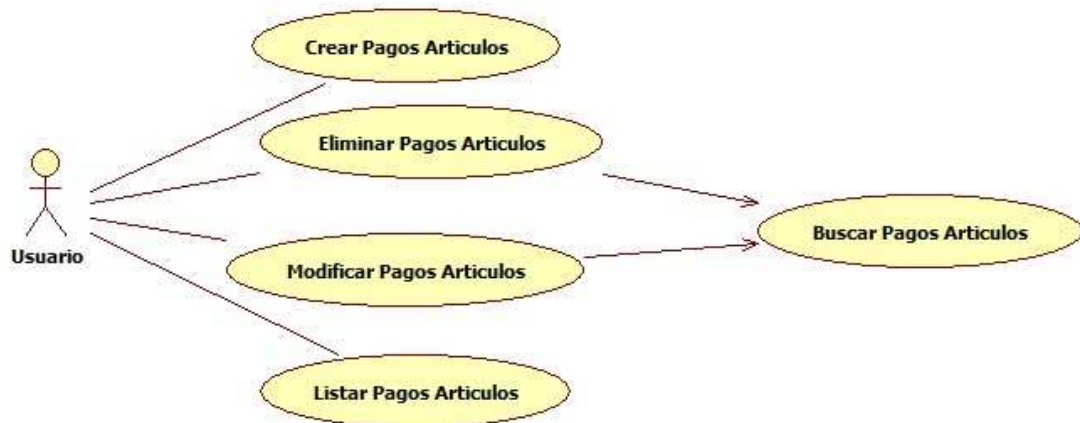 Crear Pagos Articulos
Eliminar Pagos Articulos
Usuario
Buscar Pagos Articulos
Modificar Pagos Articulos
Listar Pagos Articulos